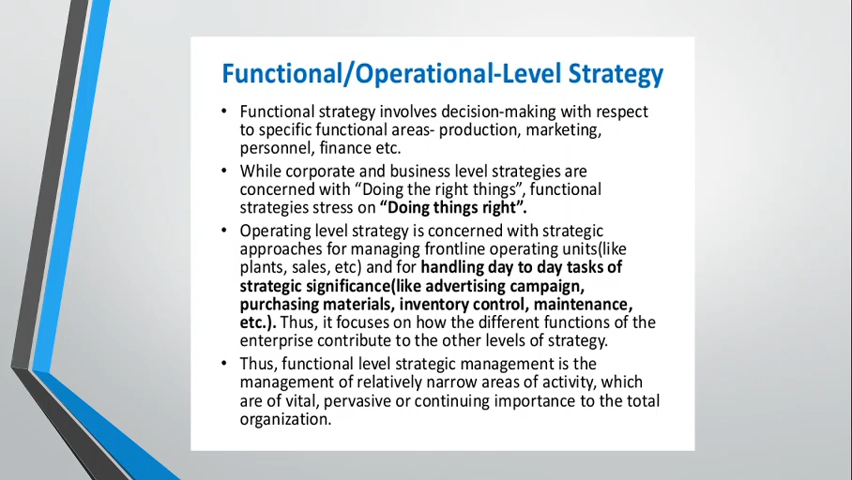 Functional/Operational-Level Strategy
• Functional strategy involves decision-making with respect
to specific functional areas- production, marketing,
personnel, finance etc.
• While corporate and business level strategies are
concerned with “Doing the right things”, functional
strategies stress on “Doing things right”.
• Operating level strategy is concerned with strategic
approaches for managing frontline operating units(like
plants, sales, etc) and for handling day to day tasks of
strategic significance(like advertising campaign,
purchasing materials, inventory control, maintenance,
etc.). Thus, it focuses on how the different functions of the
enterprise contribute to the other levels of strategy.
• Thus, functional level strategic management is the
management of relatively narrow areas of activity, which
are of vital, pervasive or continuing importance to the total
organization.